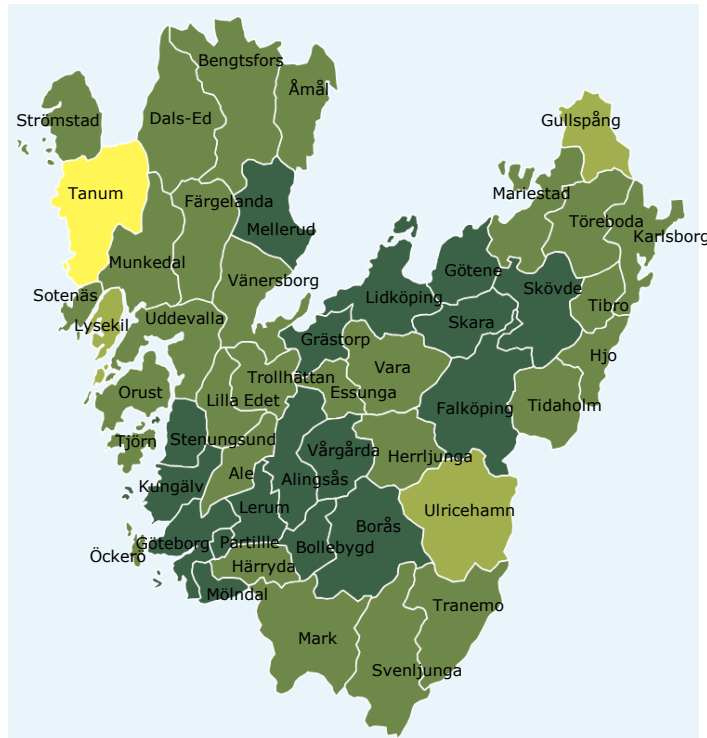 Bengtsfors
Åmål
Strömstad
Dals-Ed
Gullspång
Tanum
Färgelanda
Mariestad
Mellerud
Töreboda
Karlsborg
Munkedal
Vänersborg
Götene
Skövde
Sotenäs
Lidköping
Tibro
Lysekil
Uddevalla
Skara
Grästorp
Hjo
Vara
Trollhättan
Orust
Lilla Edet
Essunga
Falköping
Tidaholm
Tjörn
Stenungsund
Vårgårda
Herrljunga
Ale
Alingsås
Kungälv
Lerum
Ulricehamn
Borås
Göteborg
Partillle
Bollebygd
Öckerö
Härryda
Mölndal
Tranemo
Mark
Svenljunga